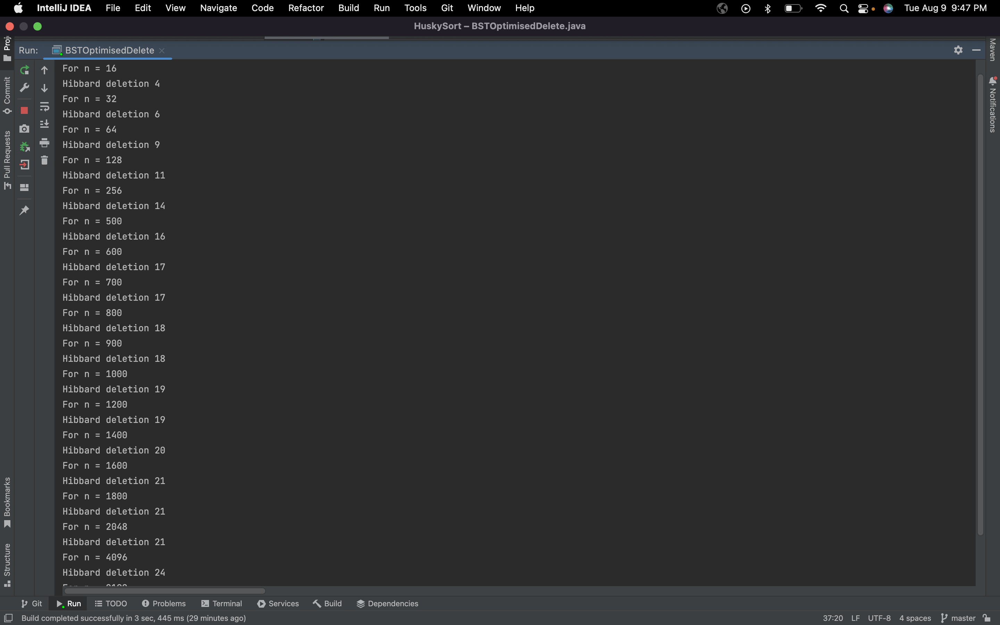 IntelliJ IDEA File Edit View Navigate Code Refactor Build Run Tools Git Window Help Tue Aug 9 9:47 PM
HuskySort – BSTOptimisedDelete.java
Run: BSTOptimisedDelete
For n = 16
Hibbard deletion 4
For n = 32
Hibbard deletion 6
For n = 64
Hibbard deletion 9
For n = 128
Hibbard deletion 11
For n = 256
Hibbard deletion 14
For n = 500
Hibbard deletion 16
For n = 600
Hibbard deletion 17
For n = 700
Hibbard deletion 17
For n = 800
Hibbard deletion 18
For n = 900
Hibbard deletion 18
For n = 1000
Hibbard deletion 19
For n = 1200
Hibbard deletion 19
For n = 1400
Hibbard deletion 20
For n = 1600
Hibbard deletion 21
For n = 1800
Hibbard deletion 21
For n = 2048
Hibbard deletion 21
For n = 4096
Hibbard deletion 24
Commit
Pull Requests
Bookmarks
Structure
Maven
Notifications
Git Run TODO Problems Terminal Services Build Dependencies
Build completed successfully in 3 sec, 445 ms (29 minutes ago) 37:20 LF UTF-8 4 spaces master